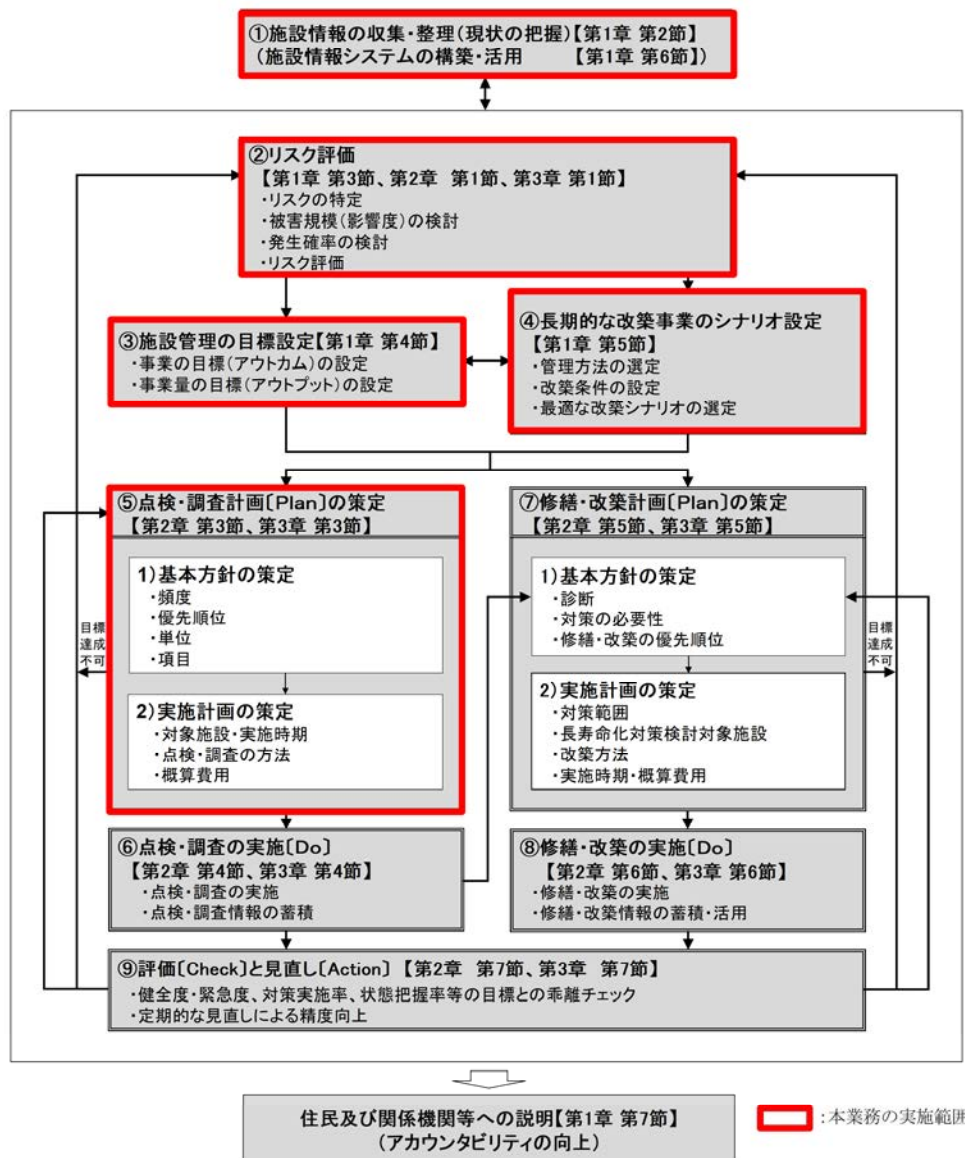 ①施設情報の収集・整理(現状の把握)【第1章 第2節】
(施設情報システムの構築・活用 【第1章 第6節】)
②リスク評価
【第1章 第3節、第2章 第1節、第3章 第1節】
・リスクの特定
・被害規模(影響度)の検討
・発生確率の検討
・リスク評価
③施設管理の目標設定【第1章 第4節】
・事業の目標(アウトカム)の設定
・事業量の目標(アウトプット)の設定
④長期的な改築事業のシナリオ設定
【第1章 第5節】
・管理方法の選定
・改築条件の設定
・最適な改築シナリオの選定
⑤点検・調査計画〔Plan〕の策定
【第2章 第3節、第3章 第3節】
1)基本方針の策定
・頻度
・優先順位
・単位
・項目
2)実施計画の策定
・対象施設・実施時期
・点検・調査の方法
・概算費用
目標
達成
不可
⑦修繕・改築計画〔Plan〕の策定
【第2章 第5節、第3章 第5節】
1)基本方針の策定
・診断
・対策の必要性
・修繕・改築の優先順位
2)実施計画の策定
・対策範囲
・長寿命化対策検討対象施設
・改築方法
・実施時期・概算費用
目標
達成
不可
⑥点検・調査の実施〔Do〕
【第2章 第4節、第3章 第4節】
・点検・調査の実施
・点検・調査情報の蓄積
⑧修繕・改築の実施〔Do〕
【第2章 第6節、第3章 第6節】
・修繕・改築の実施
・修繕・改築情報の蓄積・活用
⑨評価〔Check〕と見直し〔Action〕 【第2章 第7節、第3章 第7節】
・健全度・緊急度、対策実施率、状態把握率等の目標との乖離チェック
・定期的な見直しによる精度向上
住民及び関係機関等への説明【第1章 第7節】
(アカウンタビリティの向上)
:本業務の実施範囲